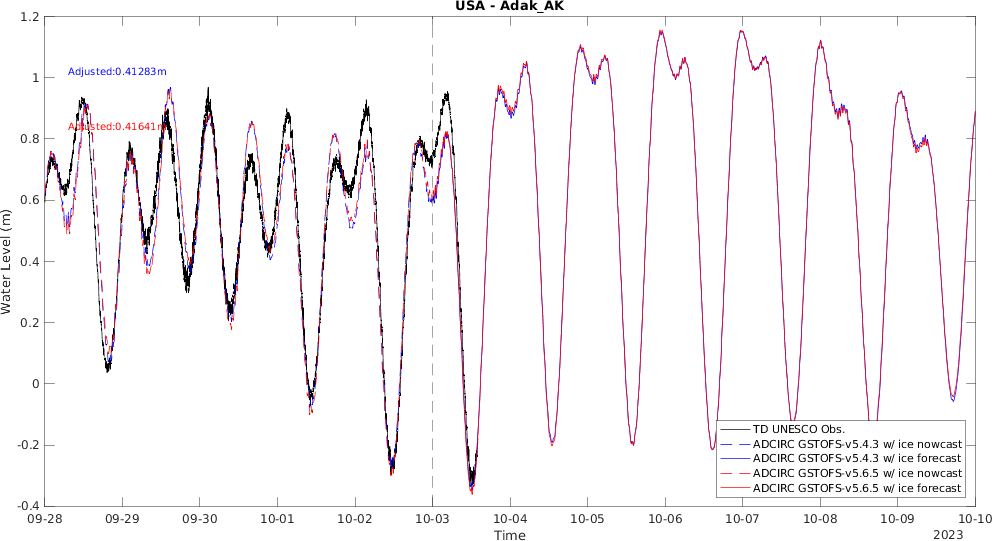 USA - Adak_AK
1.2
1
0.8
0.6
0.4
0.2
0
-0.2
-0.4
Water Level (m)
Adjusted:0.41283m
Adjusted:0.41641m
TD UNESCO Obs.
ADCIRC GSTOFS-v5.4.3 w/ ice nowcast
ADCIRC GSTOFS-v5.4.3 w/ ice forecast
ADCIRC GSTOFS-v5.6.5 w/ ice nowcast
ADCIRC GSTOFS-v5.6.5 w/ ice forecast
09-28 09-29 09-30 10-01 10-02 10-03 10-04 10-05 10-06 10-07 10-08 10-09 10-10
Time
2023